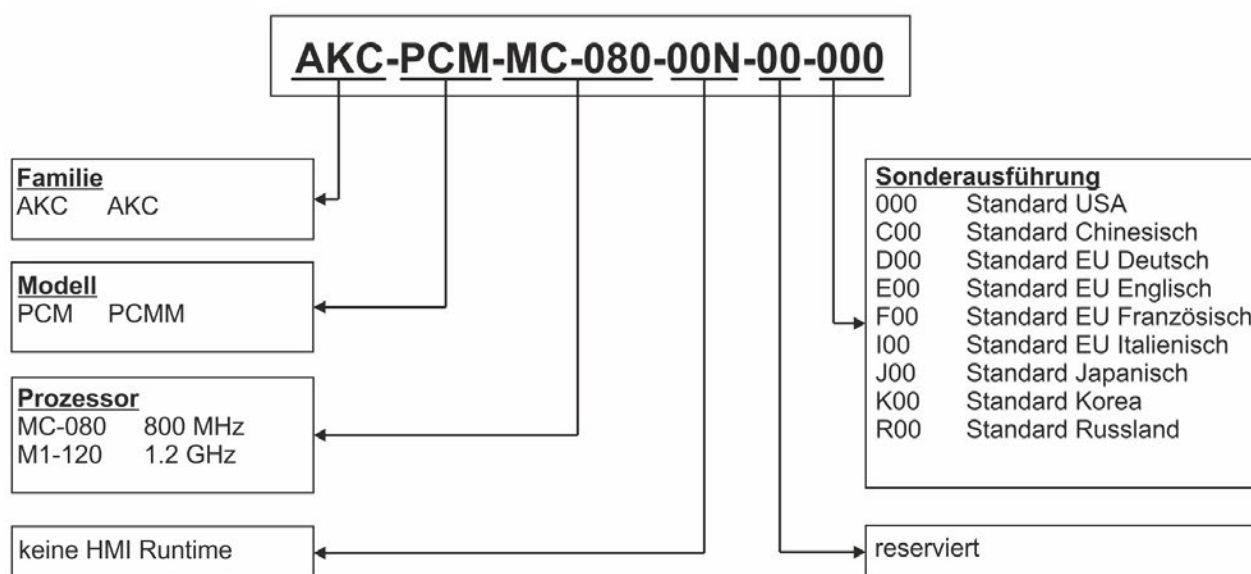 AKC-PCM-MC-080-00N-00-000
Familie
AKC AKC
Modell
PCM PCMM
Prozessor
MC-080 800 MHz
M1-120 1.2 GHz
keine HMI Runtime
Sonderausführung
000 Standard USA
C00 Standard Chinesisch
D00 Standard EU Deutsch
E00 Standard EU Englisch
F00 Standard EU Französisch
I00 Standard EU Italienisch
J00 Standard Japanisch
K00 Standard Korea
R00 Standard Russland
reserviert